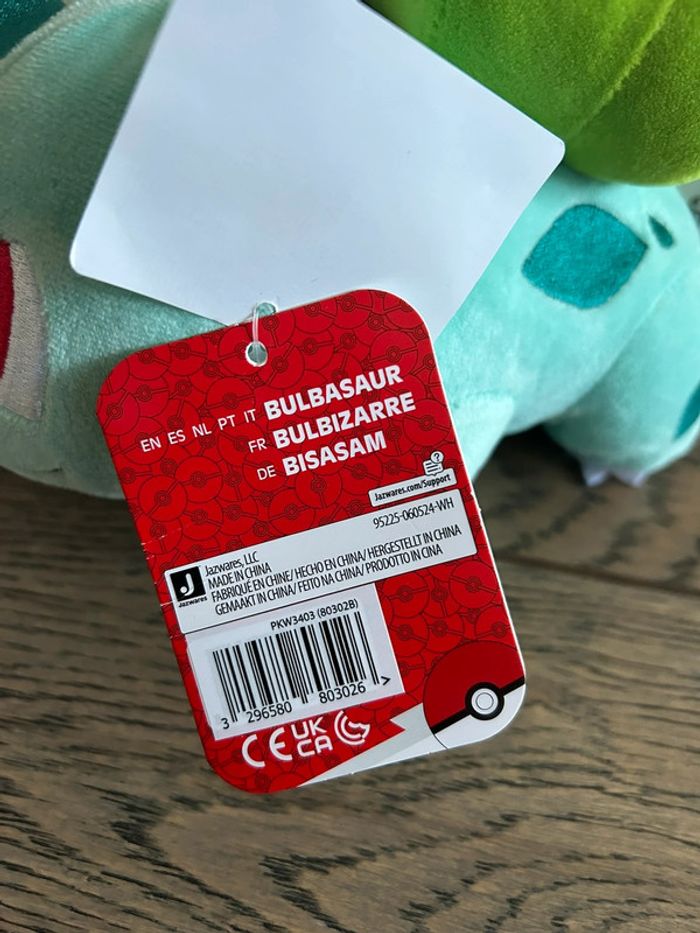 EN ES NL PT IT BULBASAUR
FR BULBIZARRE
DE BISASAM
Jazwares.com/Support
95225-060524-WH
Jazwares, LLC
MADE IN CHINA
FABRIQUÉ EN CHINE/ HECHO EN CHINA/ HERGESTELLT IN CHINA
GEMAAKT IN CHINA/ FEITO NA CHINA/ PRODOTTO IN CINA
J
Jazwares
PKW3403 (80302B)
3 296580 803026 >
CE UK
CA